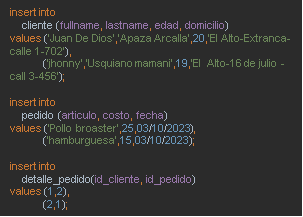 insert into
cliente (fullname, lastname, edad, domicilio)
values ('Juan De Dios','Apaza Arcalla',20,'El Alto-Extranca-
calle 1-702'),
('jhonny','Usquiano mamani',19,'El Alto-16 de julio -
call 3-456');
insert into
pedido (articulo, costo, fecha)
values ('Pollo broaster',25,03/10/2023),
('hamburguesa',15,03/10/2023);
insert into
detalle_pedido(id_cliente, id_pedido)
values (1,2),
(2,1);